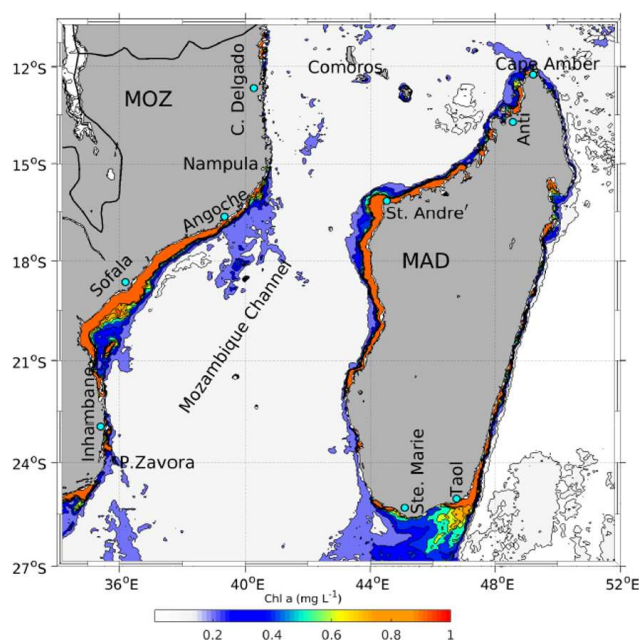 12°S
15°S
18°S
21°S
24°S
27°S
MOZ
C. Delgado
Comoros
Cape Amber
Anti
Nampula
Angoche
St. Andre′
Sofala
MAD
Mozambique Channel
Inhambane
P.Zavora
Ste. Marie
Taol
36°E
40°E
44°E
48°E
52°E
Chl a (mg L⁻¹)
0.2
0.4
0.6
0.8
1